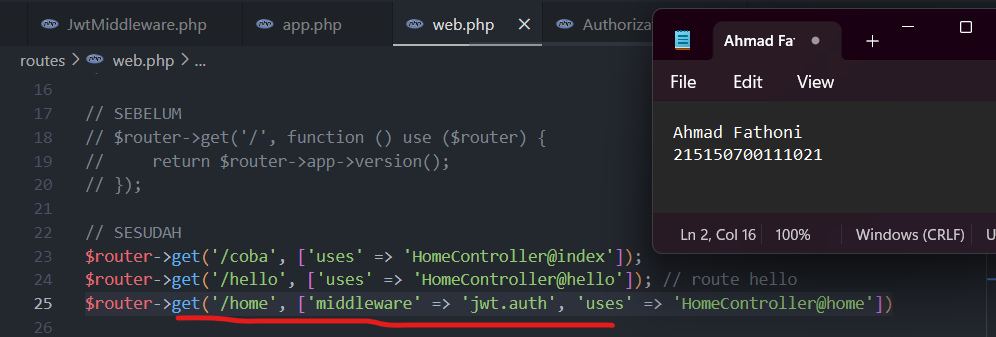 JwtMiddleware.php
app.php
web.php
Authoriza
routes > web.php > ...
16
17 // SEBELUM
18 // $router->get('/', function () use ($router) {
19 //     return $router->app->version();
20 // });
21
22 // SESUDAH
23 $router->get('/coba', ['uses' => 'HomeController@index']);
24 $router->get('/hello', ['uses' => 'HomeController@hello']); // route hello
25 $router->get('/home', ['middleware' => 'jwt.auth', 'uses' => 'HomeController@home'])
26
Ahmad Fat
File Edit View
Ahmad Fathoni
215150700111021
Ln 2, Col 16 100% Windows (CRLF) U